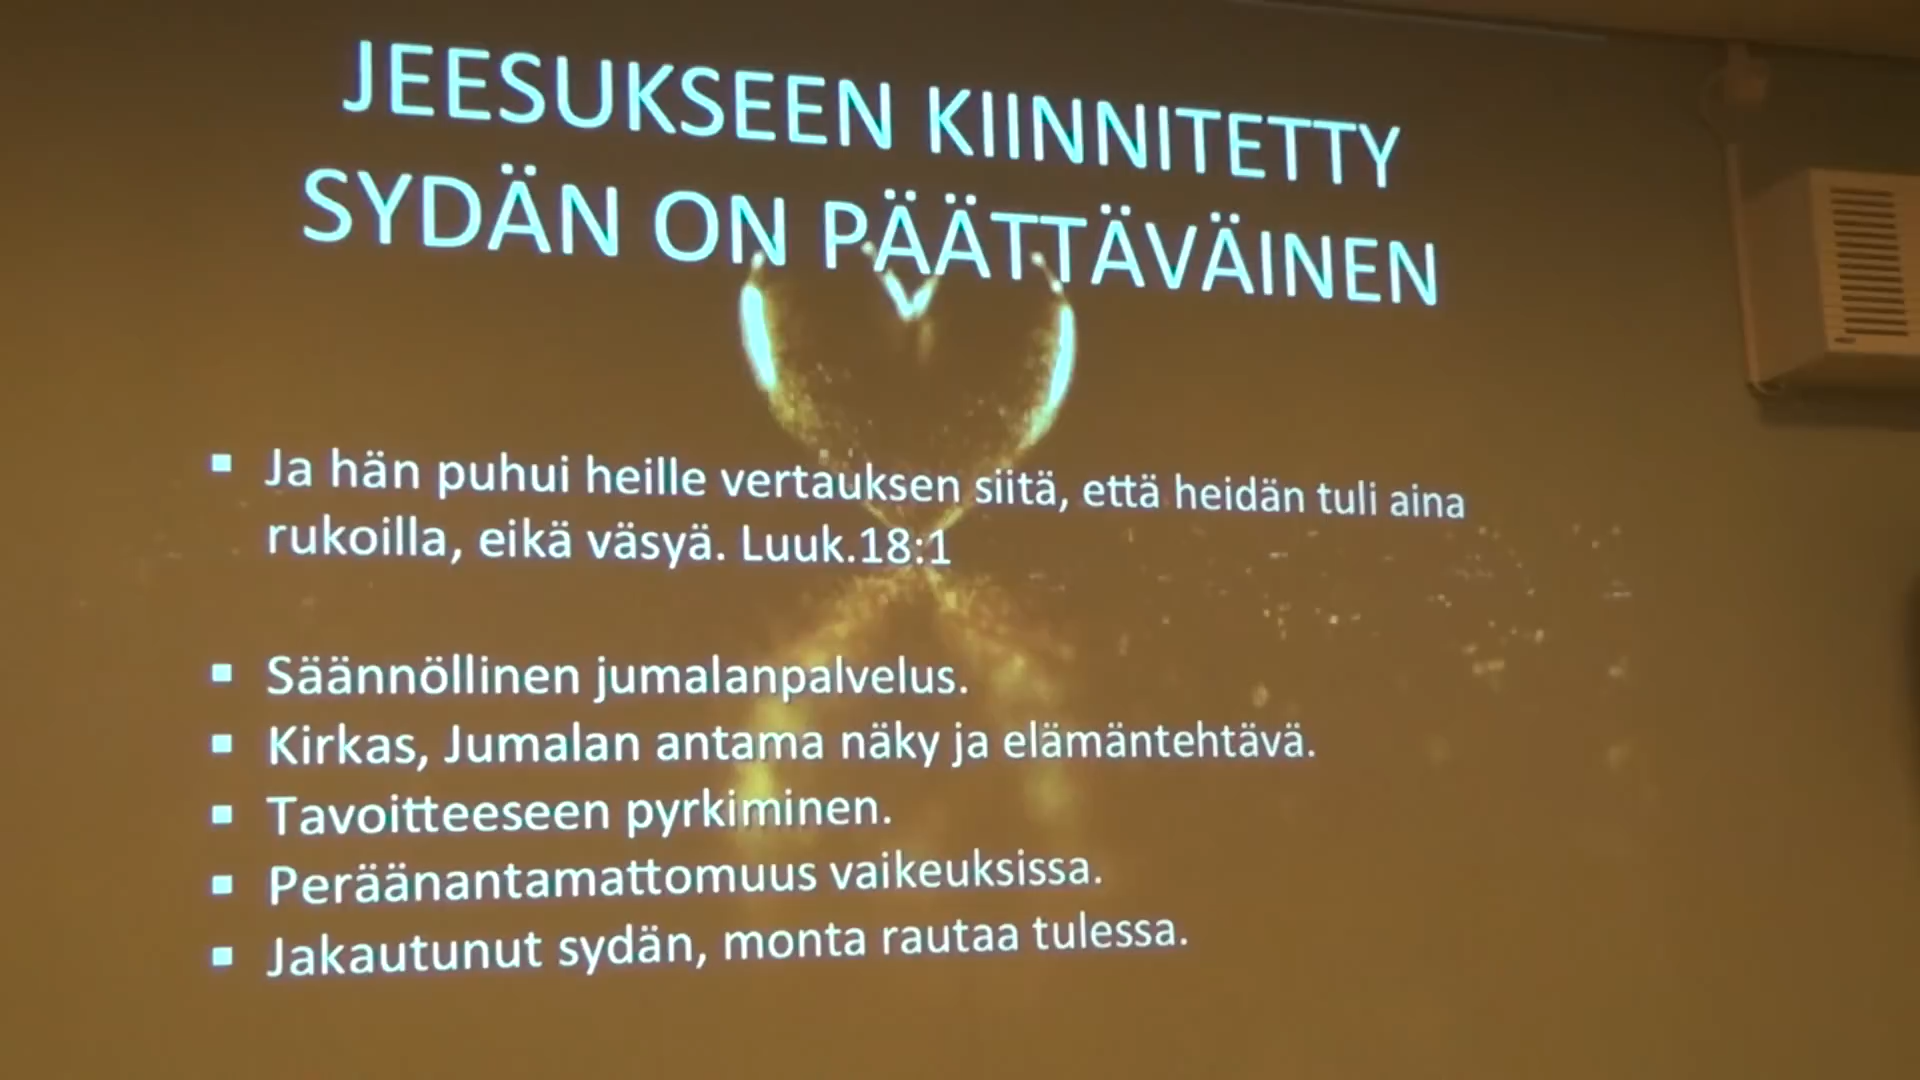 JEESUKSEEN KIINNITETTY
SYDÄN ON PÄÄTTÄVÄINEN
▪ Ja hän puhui heille vertauksen siitä, että heidän tuli aina
rukoilla, eikä väsyä. Luuk.18:1
▪ Säännöllinen jumalanpalvelus.
▪ Kirkas, Jumalan antama näky ja elämäntehtävä.
▪ Tavoitteeseen pyrkiminen.
▪ Peräänantamattomuus vaikeuksissa.
▪ Jakautunut sydän, monta rautaa tulessa.